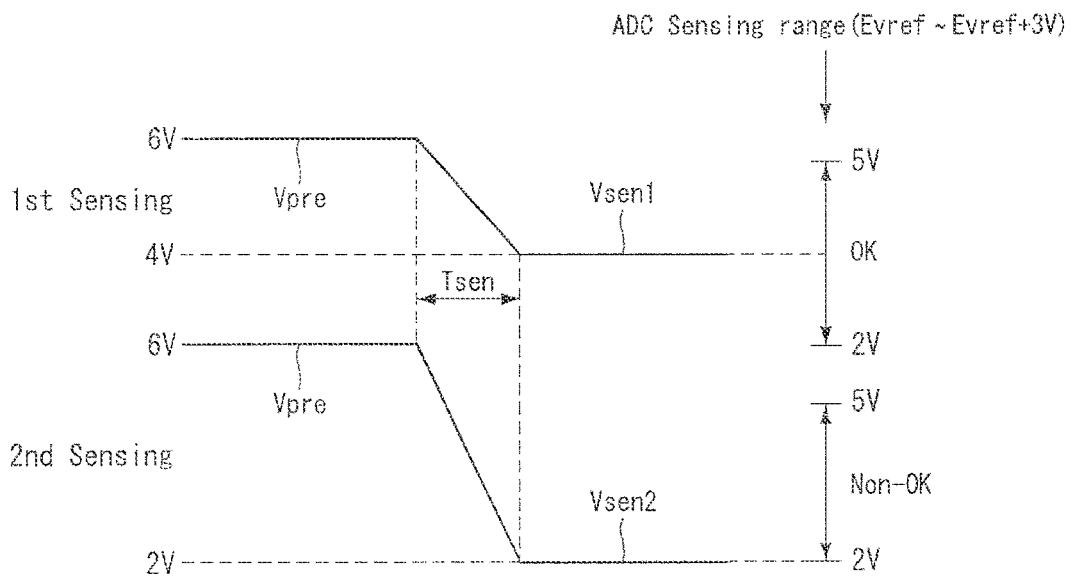 ADC Sensing range(Evref ~ Evref+3V)
6V
5V
Vpre
1st Sensing
Vsen1
4V
OK
Tsen
6V
2V
Vpre
5V
2nd Sensing
Non-OK
Vsen2
2V
2V